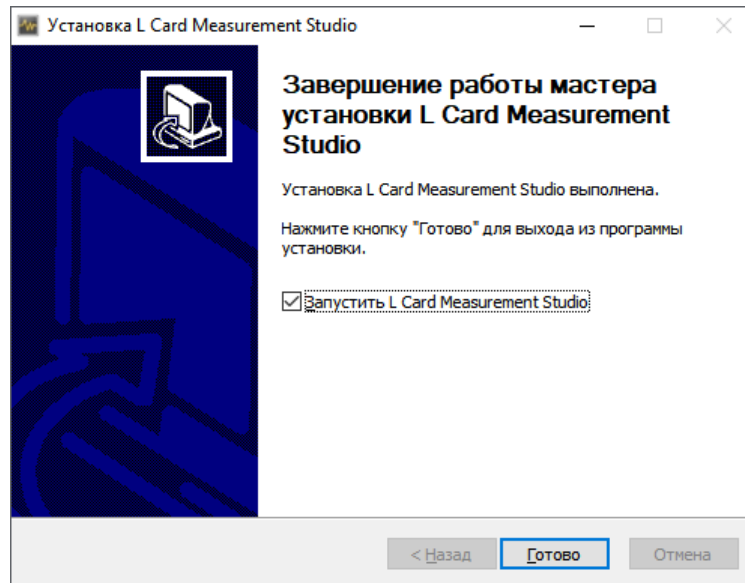 Установка L Card Measurement Studio
Завершение работы мастера
установки L Card Measurement
Studio
Установка L Card Measurement Studio выполнена.
Нажмите кнопку "Готово" для выхода из программы
установки.
Запустить L Card Measurement Studio
< Назад
Готово
Отмена